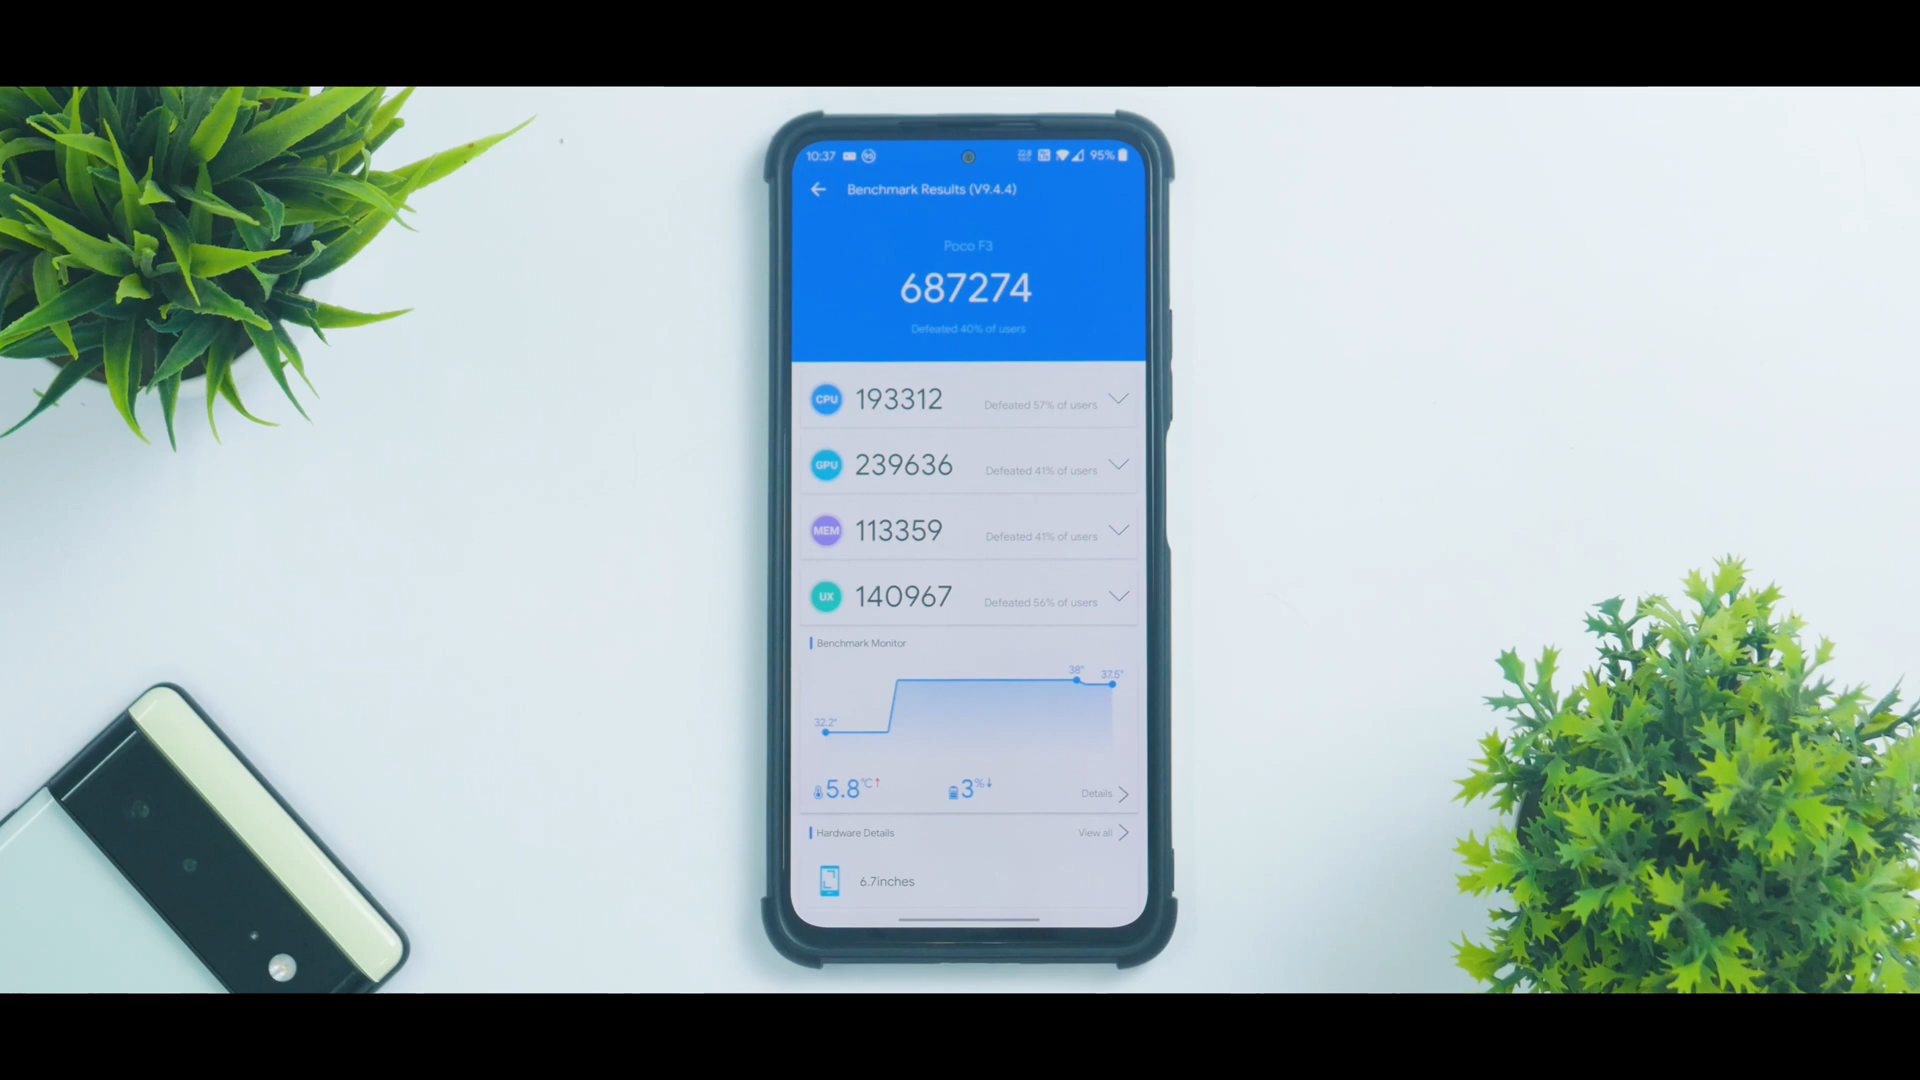 10:37 95%
Benchmark Results (V9.4.4)
Poco F3
687274
Defeated 40% of users
CPU 193312 Defeated 57% of users
GPU 239636 Defeated 41% of users
MEM 113359 Defeated 41% of users
UX 140967 Defeated 56% of users
Benchmark Monitor
38° 37.5°
32.2°
5.8°C↑ 3%↓ Details
Hardware Details View all
6.7inches